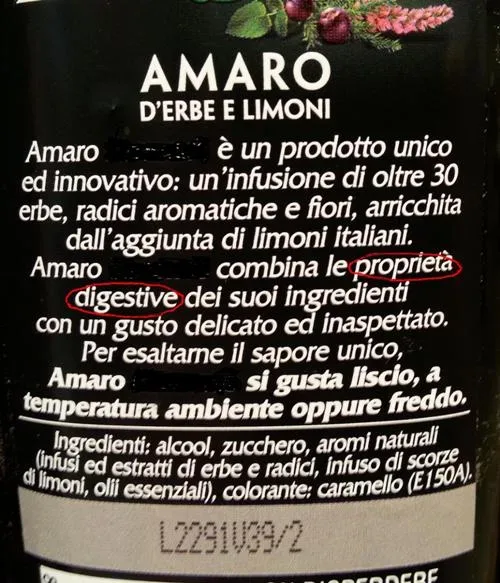 AMARO
D'ERBE E LIMONI
Amaro è un prodotto unico
ed innovativo: un'infusione di oltre 30
erbe, radici aromatiche e fiori, arricchita
dall'aggiunta di limoni italiani.
Amaro combina le proprietà
digestive dei suoi ingredienti
con un gusto delicato ed inaspettato.
Per esaltarne il sapore unico,
Amaro si gusta liscio, a
temperatura ambiente oppure freddo.
Ingredienti: alcool, zucchero, aromi naturali
(infusi ed estratti di erbe e radici, infuso di scorze
di limoni, olii essenziali), colorante: caramello (E150A).
L2291V39/2